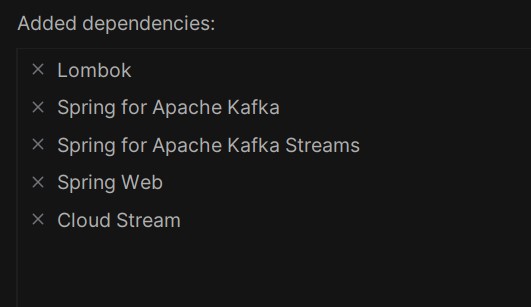 Added dependencies:
Lombok
Spring for Apache Kafka
Spring for Apache Kafka Streams
Spring Web
Cloud Stream